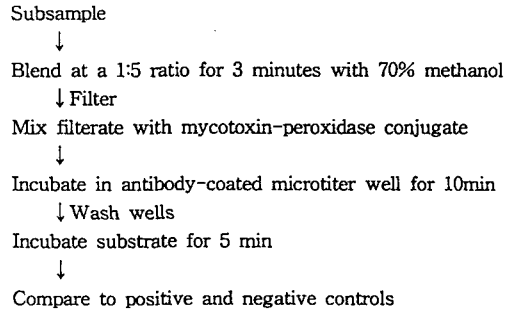 Subsample
↓
Blend at a 1:5 ratio for 3 minutes with 70% methanol
↓ Filter
Mix filterate with mycotoxin-peroxidase conjugate
↓
Incubate in antibody-coated microtiter well for 10min
↓ Wash wells
Incubate substrate for 5 min
↓
Compare to positive and negative controls